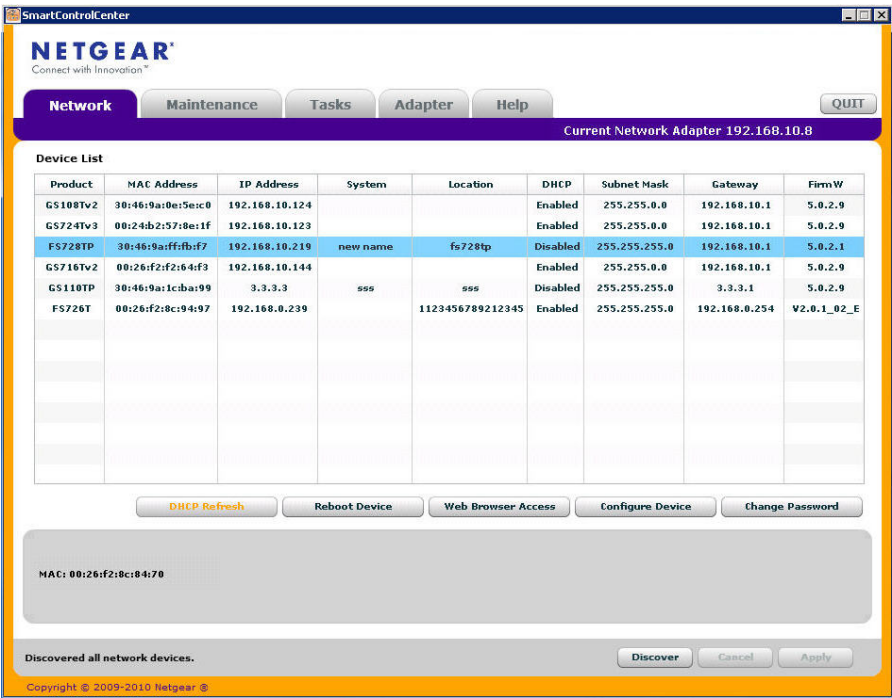 SmartControlCenter
NETGEAR®
Connect with Innovation™
Network Maintenance Tasks Adapter Help QUIT
Current Network Adapter 192.168.10.8
Device List
Product MAC Address IP Address System Location DHCP Subnet Mask Gateway FirmW
GS108Tv2 30:46:9a:0e:5e:c0 192.168.10.124 Enabled 255.255.0.0 192.168.10.1 5.0.2.9
GS724Tv3 00:24:b2:57:8e:1f 192.168.10.123 Enabled 255.255.0.0 192.168.10.1 5.0.2.9
FS728TP 30:46:9a:ff:fb:f7 192.168.10.219 new name fs728tp Disabled 255.255.255.0 192.168.10.1 5.0.2.1
GS716Tv2 00:26:f2:f2:64:f3 192.168.10.144 Enabled 255.255.0.0 192.168.10.1 5.0.2.9
GS110TP 30:46:9a:1c:ba:99 3.3.3.3 sss Disabled 255.255.255.0 3.3.3.1 5.0.2.9
FS726T 00:26:f2:8c:94:97 192.168.0.239 1123456789212345 Enabled 255.255.255.0 192.168.0.254 V2.0.1_02_E
DHCP Refresh Reboot Device Web Browser Access Configure Device Change Password
MAC: 00:26:f2:8c:84:70
Discovered all network devices. Discover Cancel Apply
Copyright © 2009-2010 Netgear ®